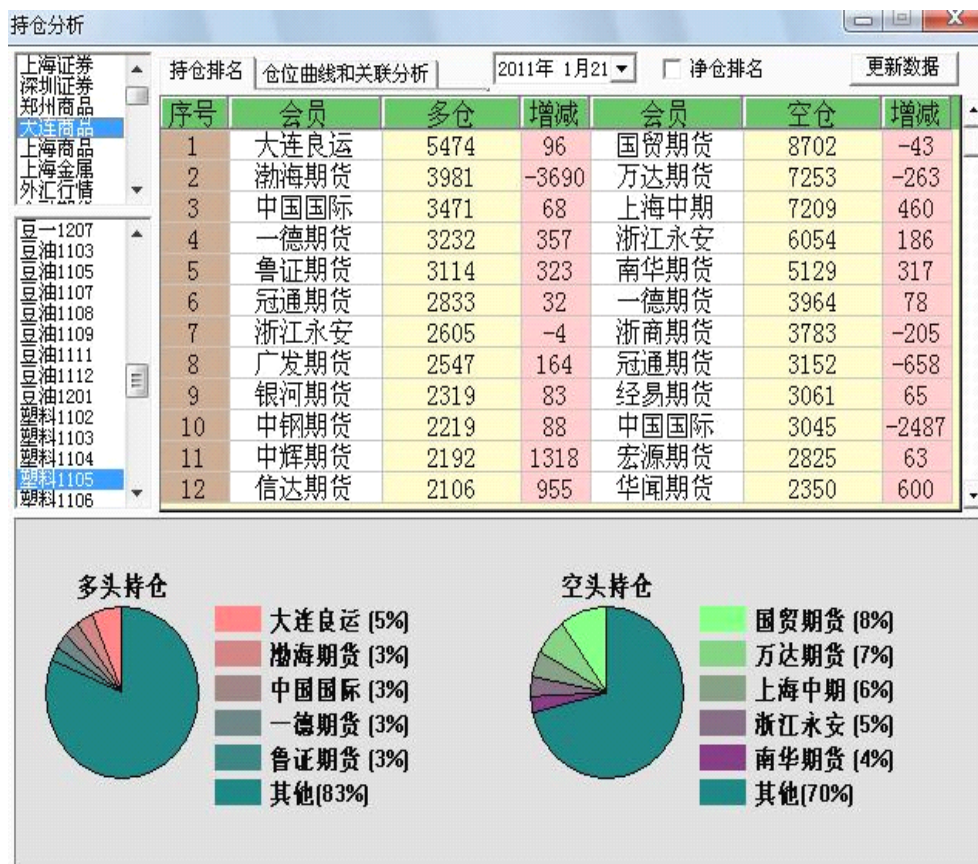 持仓分析
上海证券
深圳证券
郑州商品
大连商品
上海商品
上海金属
外汇行情
豆一1207
豆油1103
豆油1105
豆油1107
豆油1108
豆油1109
豆油1111
豆油1112
豆油1201
塑料1102
塑料1103
塑料1104
塑料1105
塑料1106
持仓排名 仓位曲线和关联分析 2011年 1月21 净仓排名 更新数据
序号 会员 多仓 增减 会员 空仓 增减
1 大连良运 5474 96 国贸期货 8702 -43
2 渤海期货 3981 -3690 万达期货 7253 -263
3 中国国际 3471 68 上海中期 7209 460
4 一德期货 3232 357 浙江永安 6054 186
5 鲁证期货 3114 323 南华期货 5129 317
6 冠通期货 2833 32 一德期货 3964 78
7 浙江永安 2605 -4 浙商期货 3783 -205
8 广发期货 2547 164 冠通期货 3152 -658
9 银河期货 2319 83 经易期货 3061 65
10 中钢期货 2219 88 中国国际 3045 -2487
11 中辉期货 2192 1318 宏源期货 2825 63
12 信达期货 2106 955 华闻期货 2350 600
多头持仓
大连良运 (5%)
渤海期货 (3%)
中国国际 (3%)
一德期货 (3%)
鲁证期货 (3%)
其他(83%)
空头持仓
国贸期货 (8%)
万达期货 (7%)
上海中期 (6%)
浙江永安 (5%)
南华期货 (4%)
其他(70%)